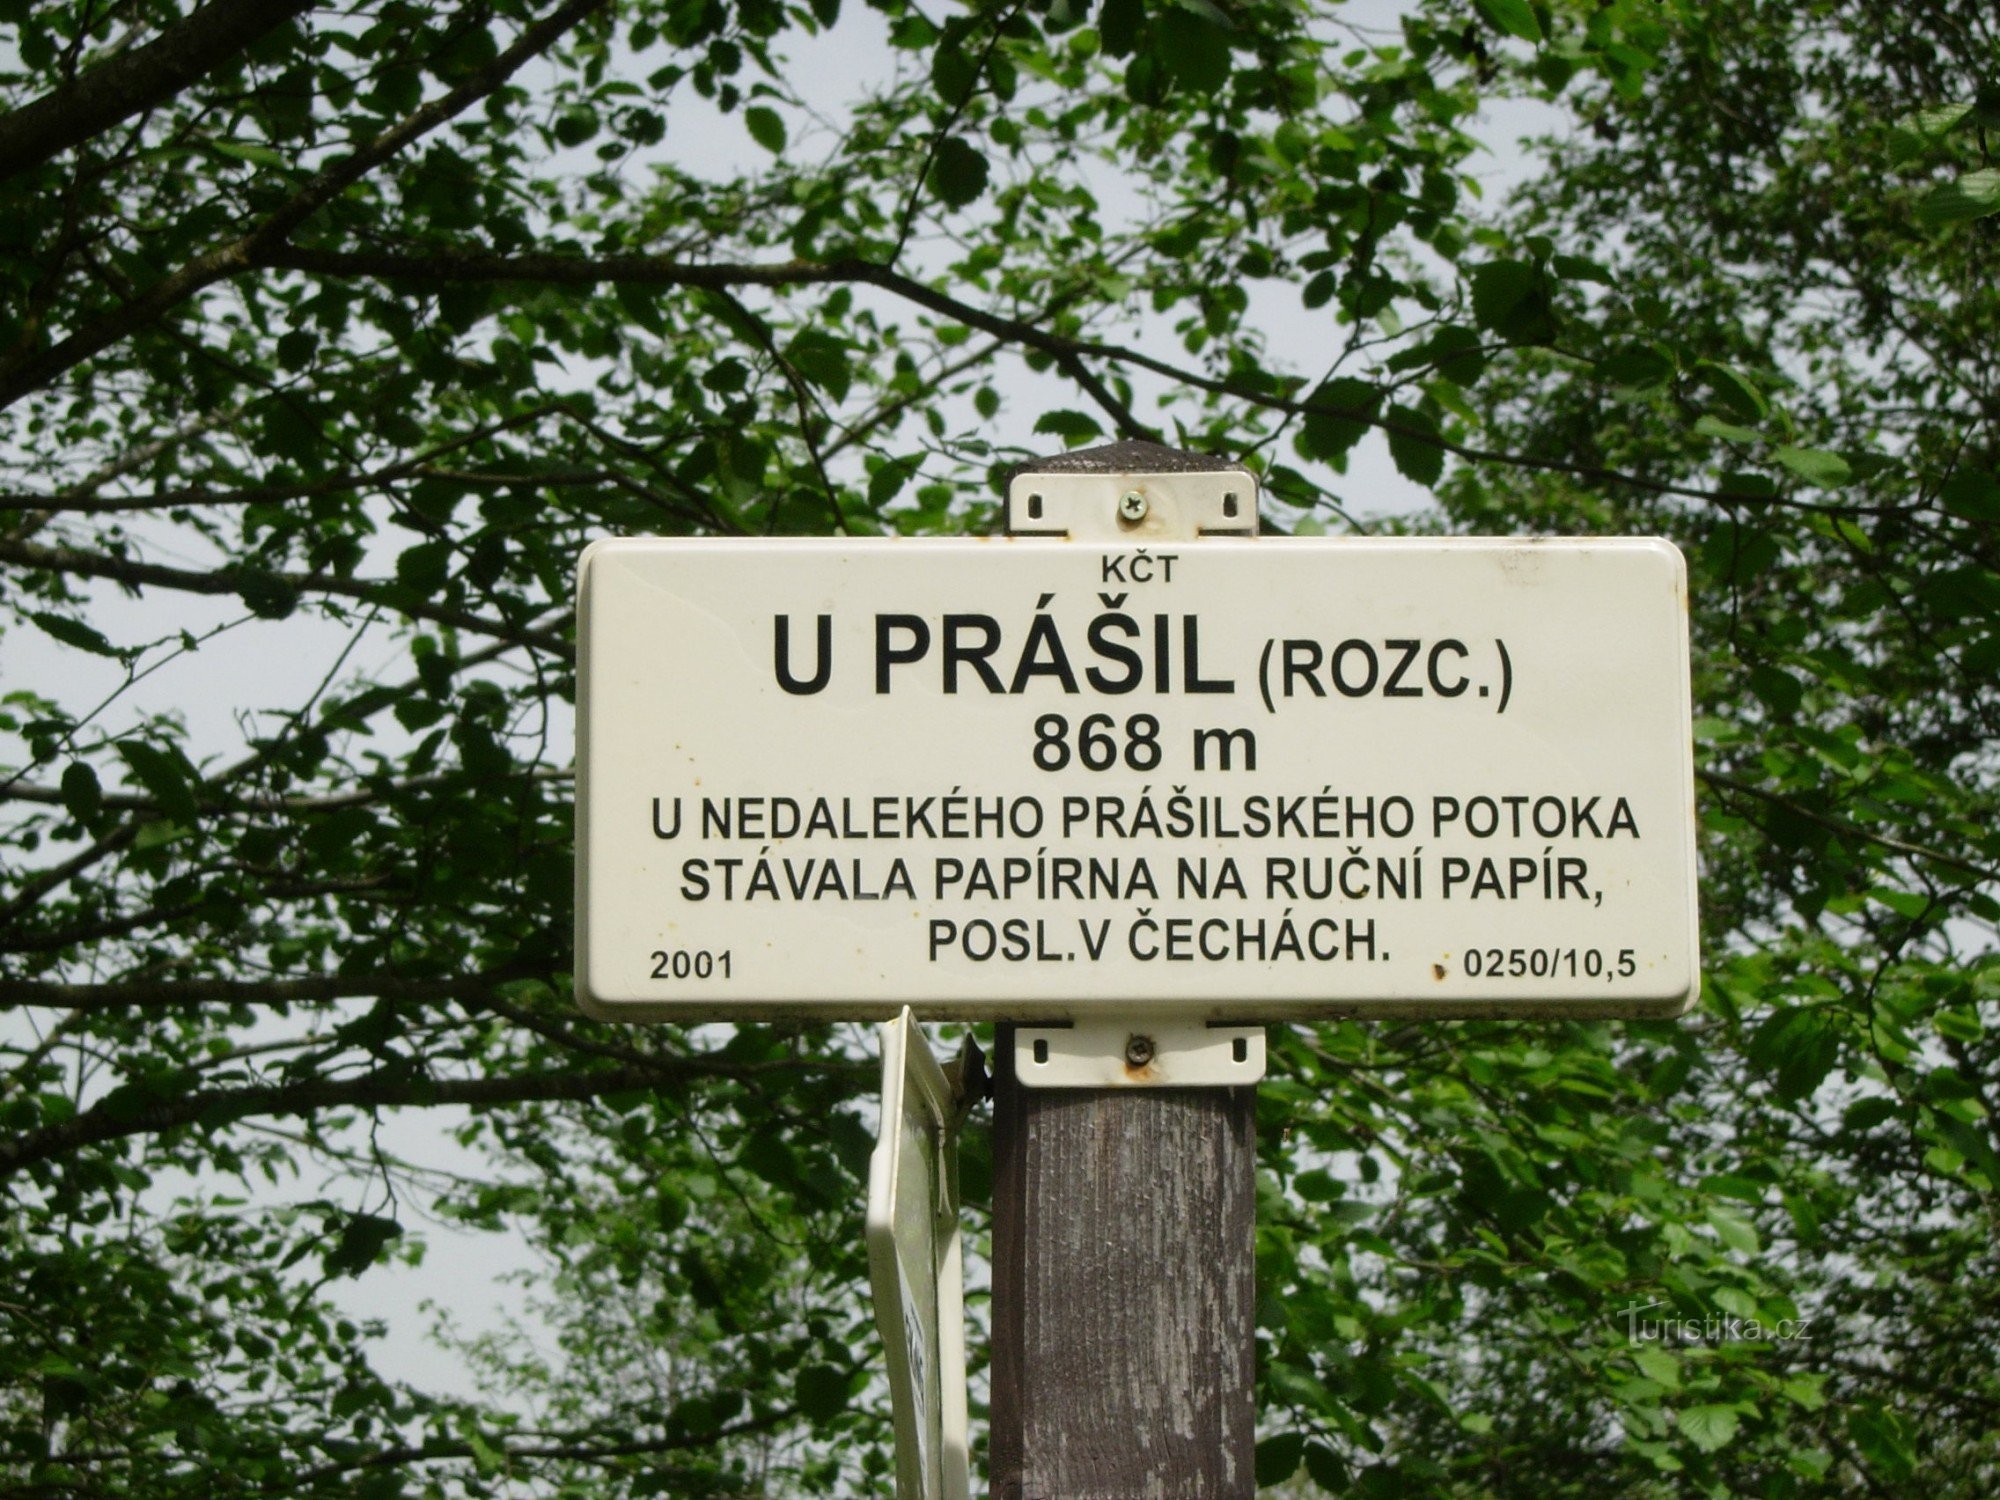 KČT
U PRÁŠIL (ROZC.)
868 m
U NEDALEKÉHO PRÁŠILSKÉHO POTOKA
STÁVALA PAPÍRNA NA RUČNÍ PAPÍR,
POSL.V ČECHÁCH.
2001 0250/10,5
Turistika.cz